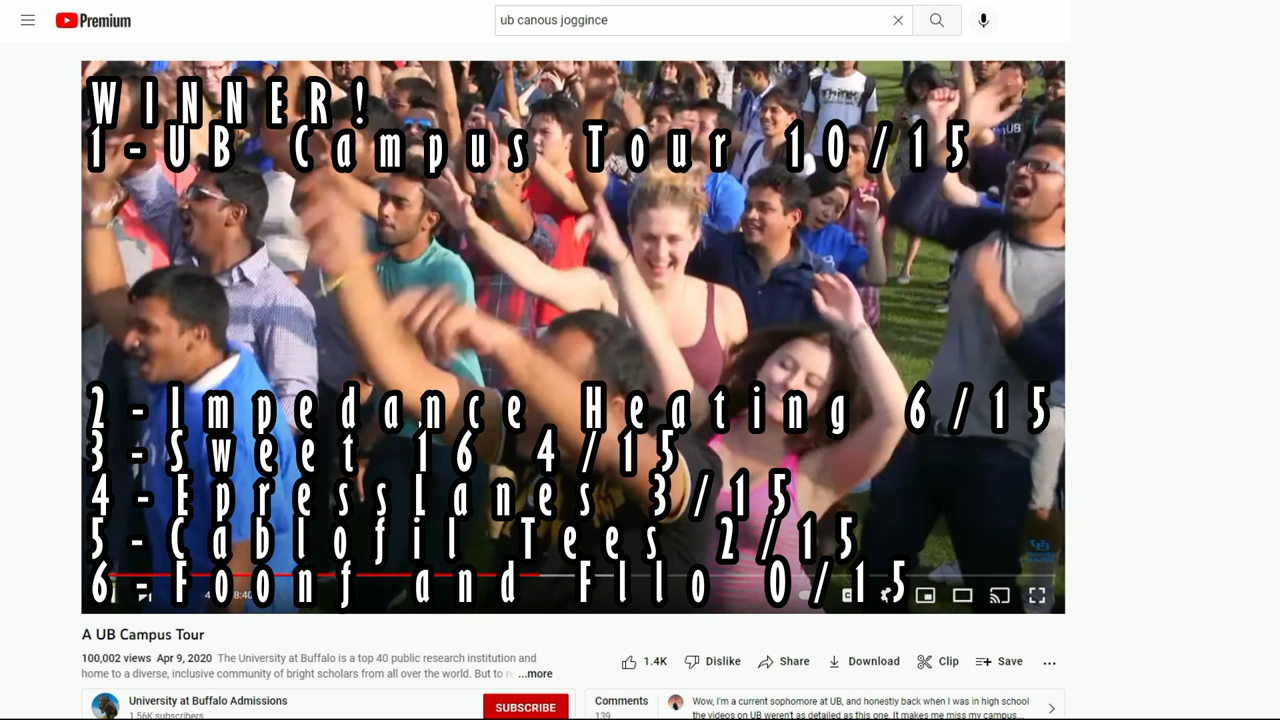 Premium
ub canous joggince
WINNER!
1-UB Campus Tour 10/15
2-Impedance Heating 6/15
3-Sweet 16 4/15
4-EpressLanes 3/15
5-Cablofil Tees 2/15
6-Foonf and Fllo 0/15
A UB Campus Tour
100,002 views Apr 9, 2020 The University at Buffalo is a top 40 public research institution and
home to a diverse, inclusive community of bright scholars from all over the world. But to ...more
1.4K Dislike Share Download Clip Save
University at Buffalo Admissions
1.56K subscribers
SUBSCRIBE
Comments
139
Wow, I'm a current sophomore at UB, and honestly back when I was in high school
the videos on UB weren't as detailed as this one. It makes me miss my campus....